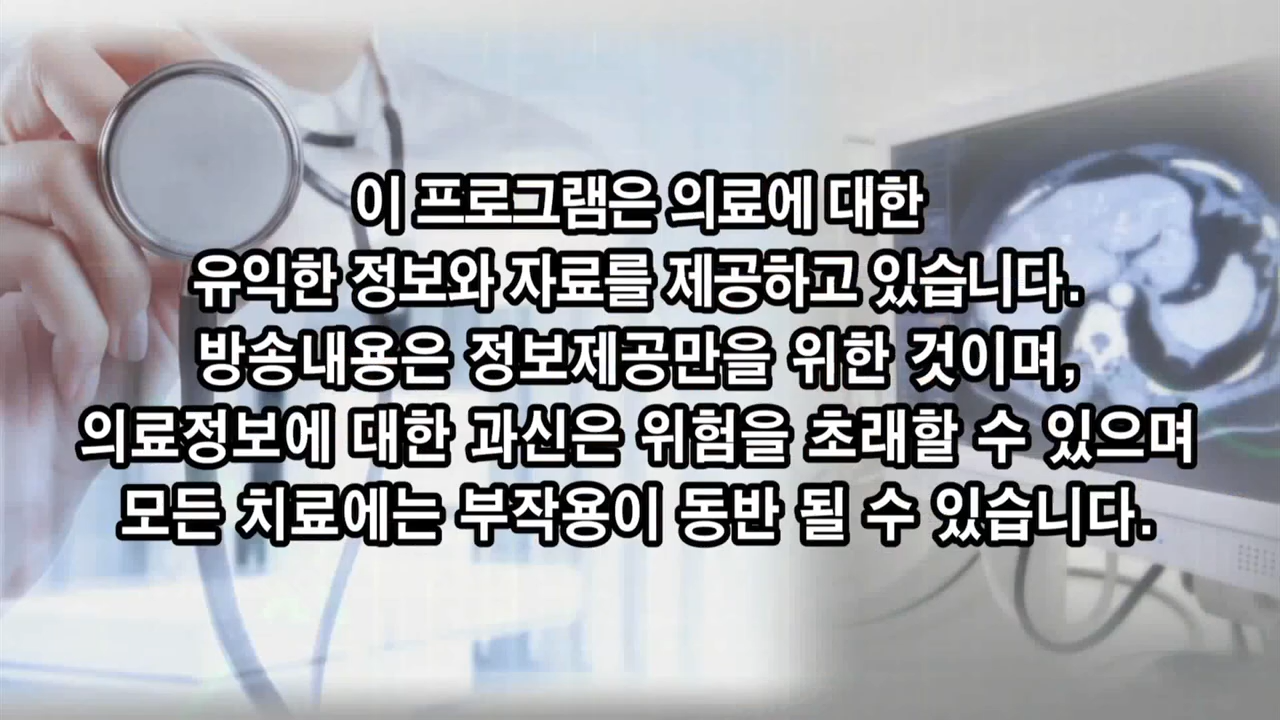 이 프로그램은 의료에 대한
유익한 정보와 자료를 제공하고 있습니다.
방송내용은 정보제공만을 위한 것이며,
의료정보에 대한 과신은 위험을 초래할 수 있으며
모든 치료에는 부작용이 동반 될 수 있습니다.